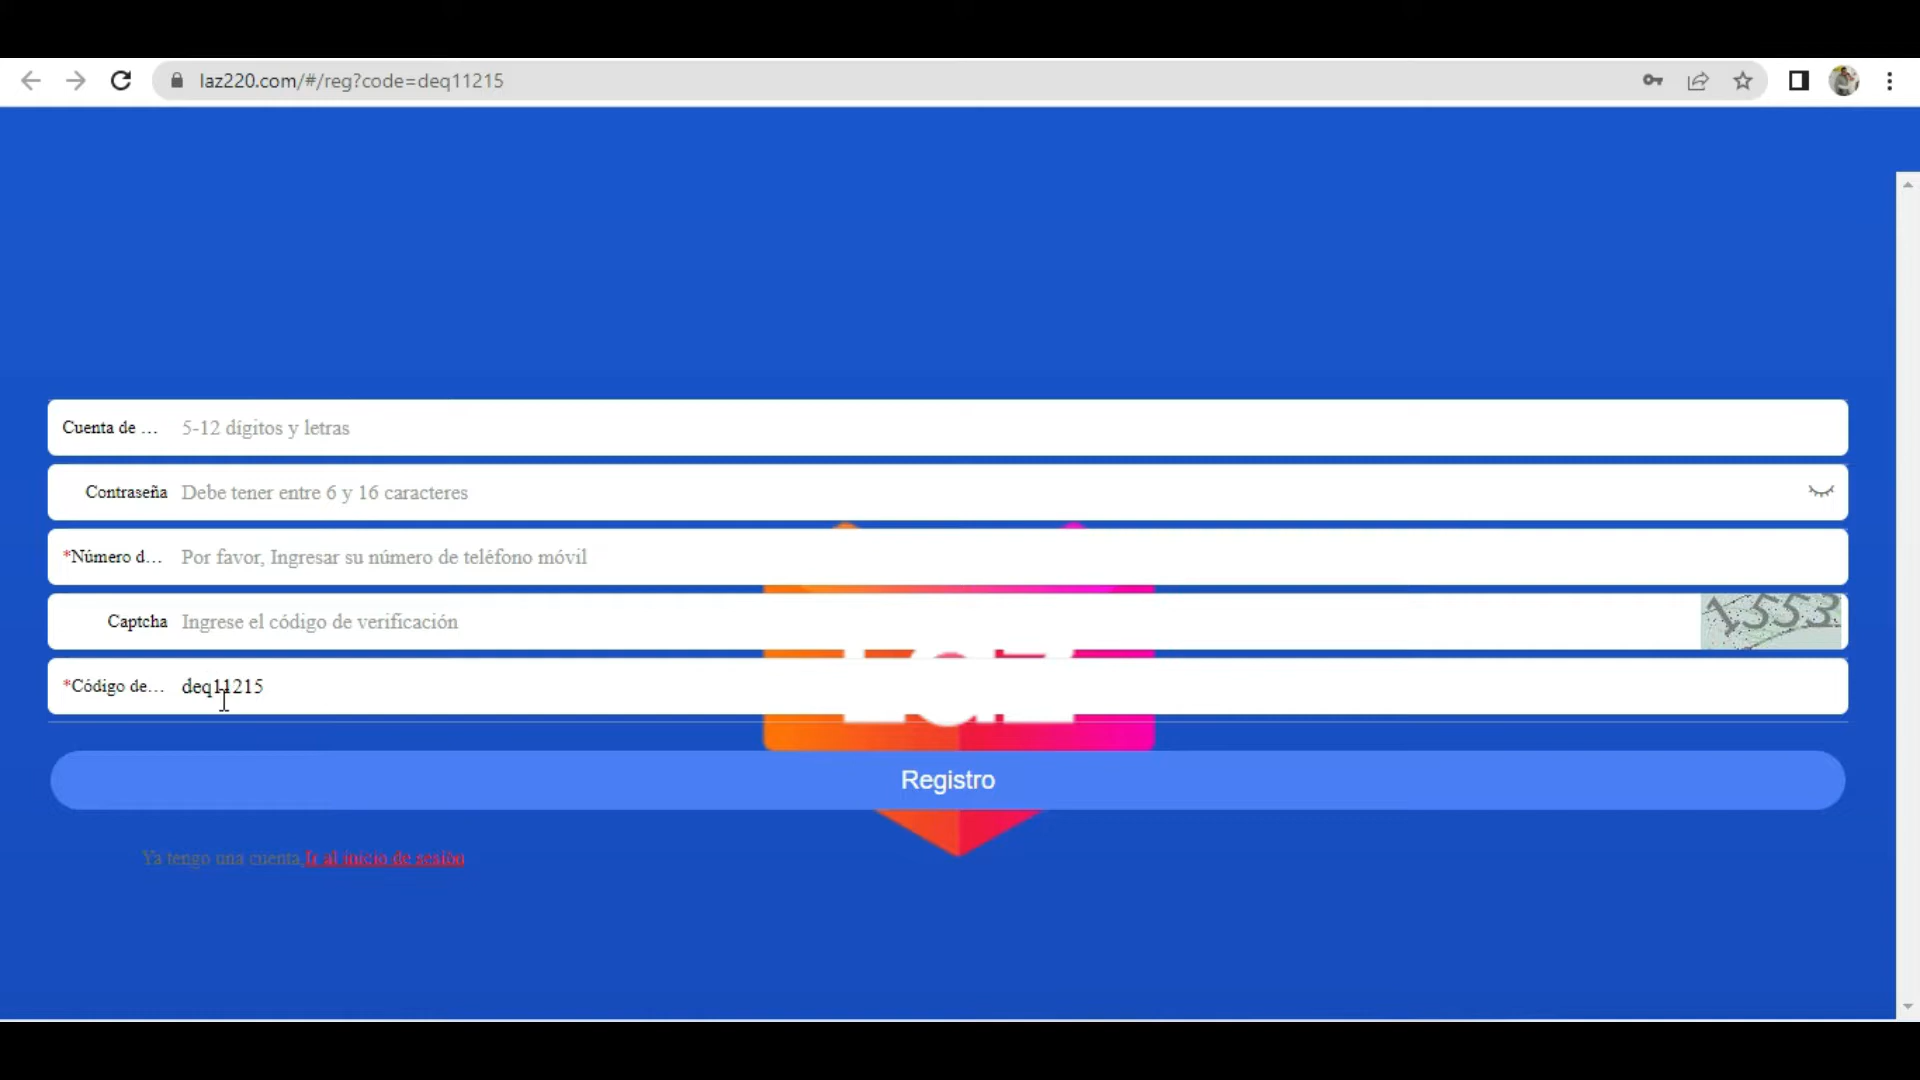 laz220.com/#/reg?code=deq11215
Cuenta de ... 5-12 dígitos y letras
Contraseña Debe tener entre 6 y 16 caracteres
*Número d... Por favor, Ingresar su número de teléfono móvil
Captcha Ingrese el código de verificación 1553
*Código de... deq11215
Registro
Ya tengo una cuenta,Ir al inicio de sesión